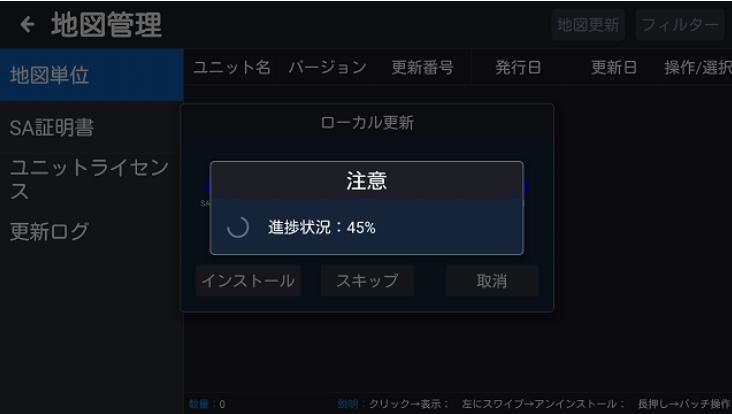 ← 地図管理
地図更新 フィルター
地図単位
SA証明書
ユニットライセン
ス
更新ログ
ユニット名 バージョン 更新番号 発行日 更新日 操作/選択
ローカル更新
注意
SA
進捗状況：45%
インストール スキップ 取消
数量：0 説明：クリック→表示； 左にスワイプ→アンインストール； 長押し→バッチ操作